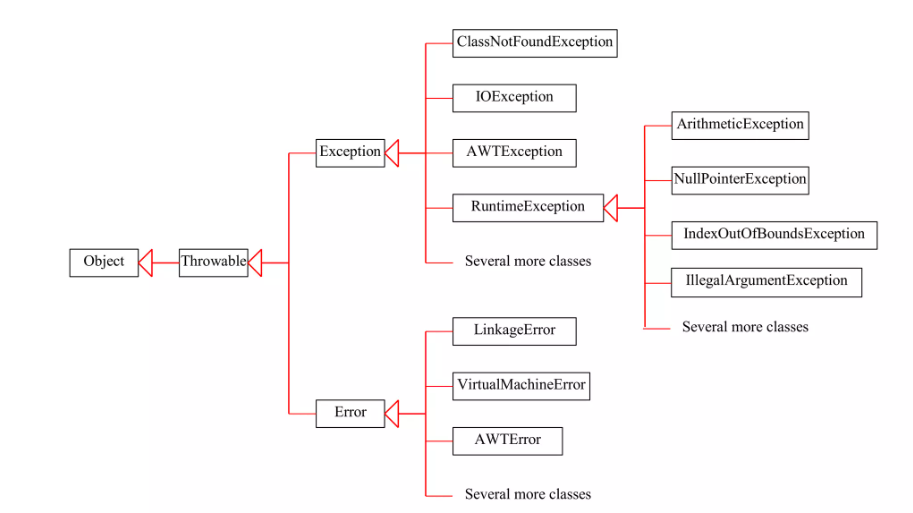 ClassNotFoundException
IOException
ArithmeticException
Exception
AWTException
NullPointerException
RuntimeException
IndexOutOfBoundsException
Object
Throwable
Several more classes
IllegalArgumentException
Several more classes
LinkageError
VirtualMachineError
Error
AWTError
Several more classes